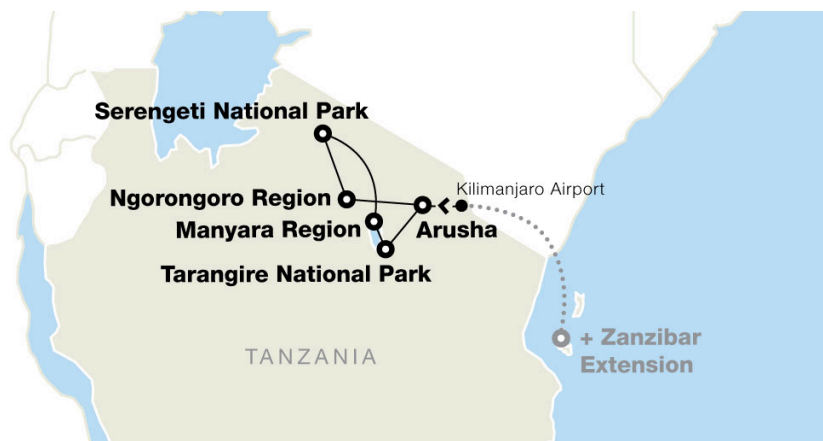 Serengeti National Park
Kilimanjaro Airport
Ngorongoro Region
Manyara Region
Arusha
Tarangire National Park
+ Zanzibar
Extension
TANZANIA